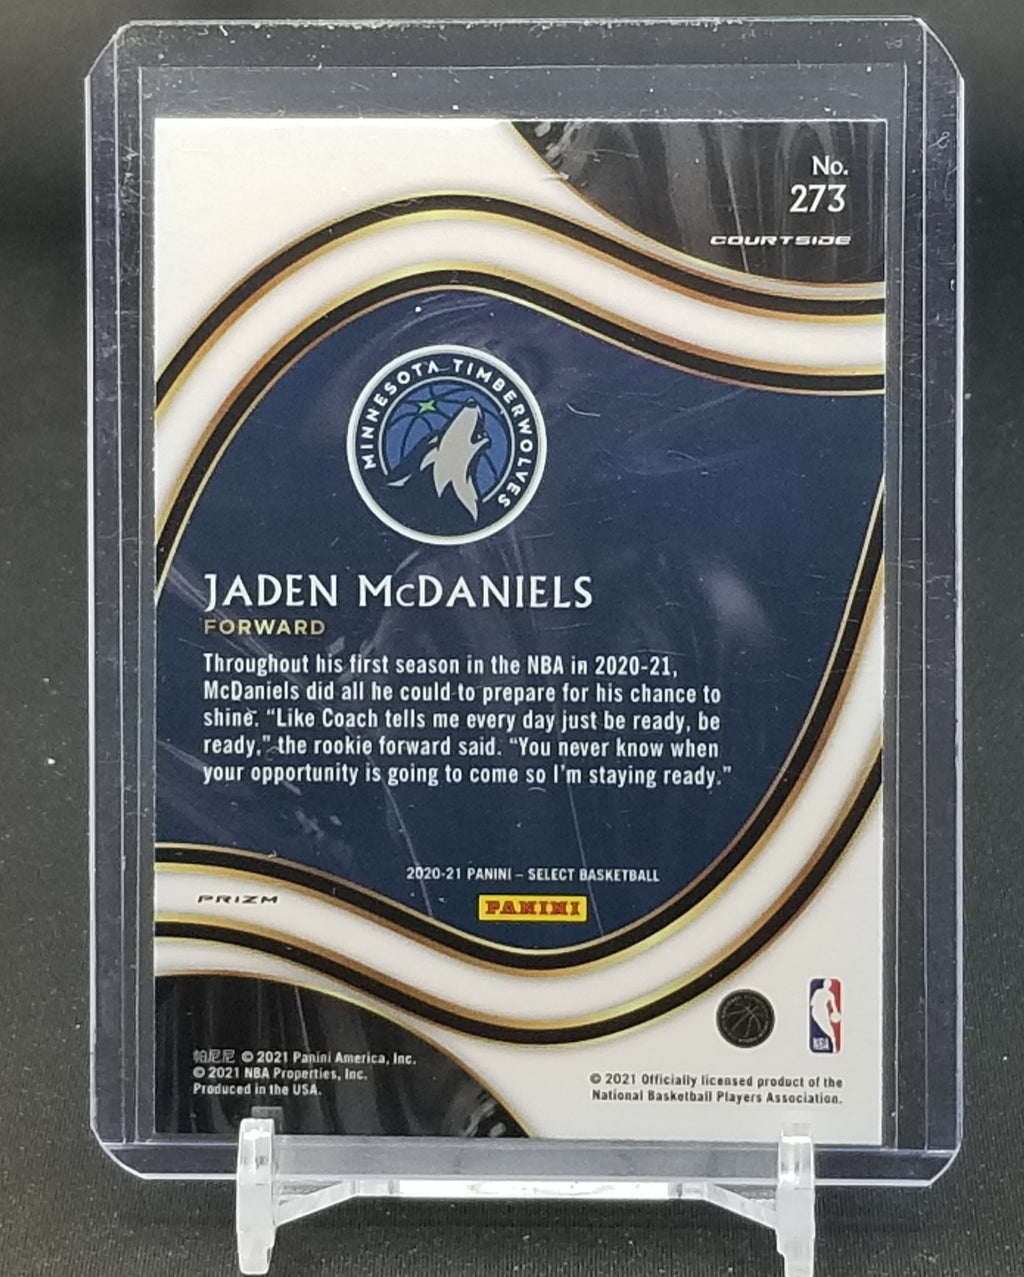 No.
273
COURTSIDE
MINNESOTA TIMBERWOLVES
JADEN McDANIELS
FORWARD
Throughout his first season in the NBA in 2020-21,
McDaniels did all he could to prepare for his chance to
shine. “Like Coach tells me every day just be ready, be
ready,” the rookie forward said. “You never know when
your opportunity is going to come so I’m staying ready.”
2020-21 PANINI – SELECT BASKETBALL
PRIZM
PANINI
NBA
帕尼尼 © 2021 Panini America, Inc.
© 2021 NBA Properties, Inc.
Produced in the USA.
© 2021 Officially licensed product of the
National Basketball Players Association.